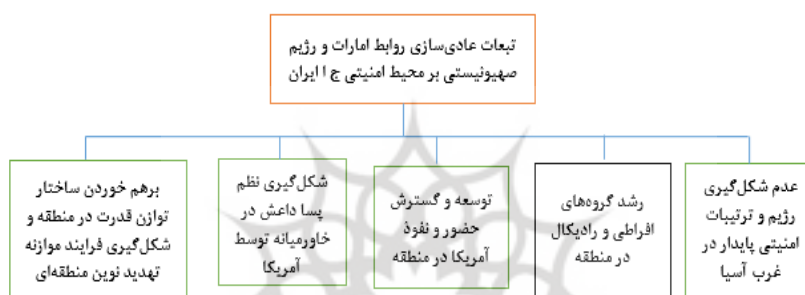 تبعات عادی‌سازی روابط امارات و رژیم
صهیونیستی بر محیط امنیتی ج ا ایران
عدم شکل‌گیری
رژیم و ترتیبات
امنیتی پایدار در
غرب آسیا
رشد گروه‌های
افراطی و رادیکال
در منطقه
توسعه و گسترش
حضور و نفوذ
آمریکا در منطقه
شکل‌گیری نظم
پسا داعش در
خاورمیانه توسط
آمریکا
برهم خوردن ساختار
توازن قدرت در منطقه و
شکل‌گیری فرایند موازنه
تهدید نوین منطقه‌ای